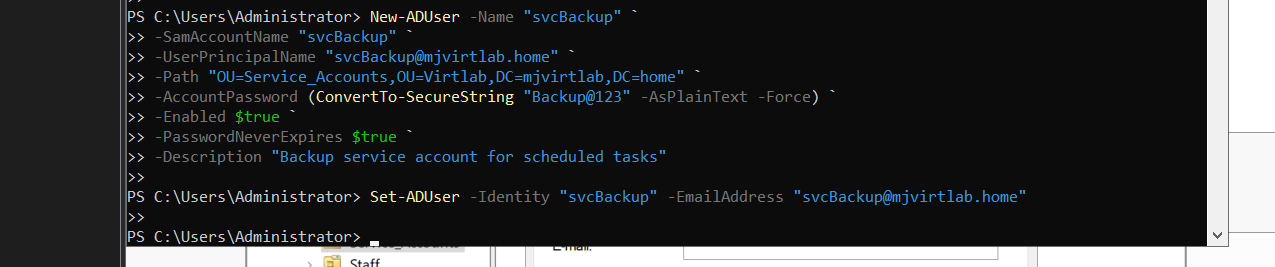 >>
PS C:\Users\Administrator> New-ADUser -Name "svcBackup" `
>> -SamAccountName "svcBackup" `
>> -UserPrincipalName "svcBackup@mjvirtlab.home" `
>> -Path "OU=Service_Accounts,OU=Virtlab,DC=mjvirtlab,DC=home" `
>> -AccountPassword (ConvertTo-SecureString "Backup@123" -AsPlainText -Force) `
>> -Enabled $true `
>> -PasswordNeverExpires $true `
>> -Description "Backup service account for scheduled tasks"
>>
PS C:\Users\Administrator> Set-ADUser -Identity "svcBackup" -EmailAddress "svcBackup@mjvirtlab.home"
>>
PS C:\Users\Administrator>
Service_Accounts
E-mail:
Staff